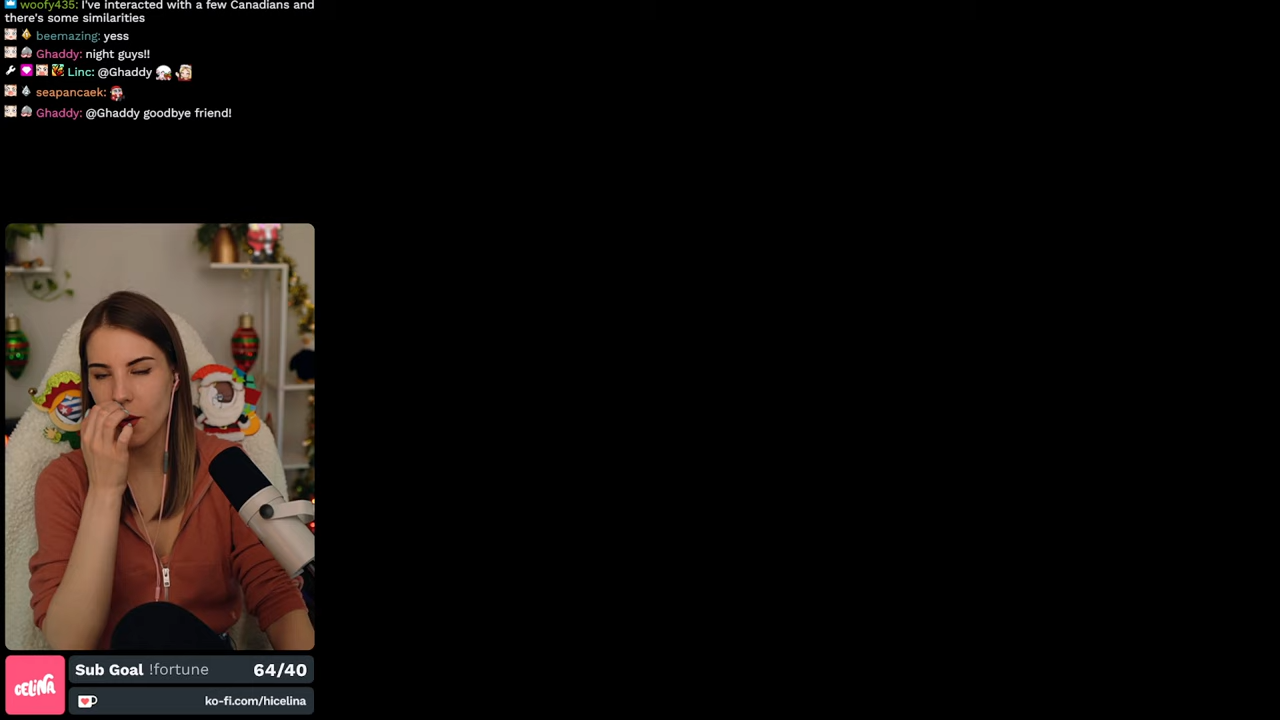 woofy435: I've interacted with a few Canadians and
there's some similarities
beemazing: yess
Ghaddy: night guys!!
Linc: @Ghaddy
seapancaek:
Ghaddy: @Ghaddy goodbye friend!
Sub Goal !fortune 64/40
CELINA
ko-fi.com/hicelina